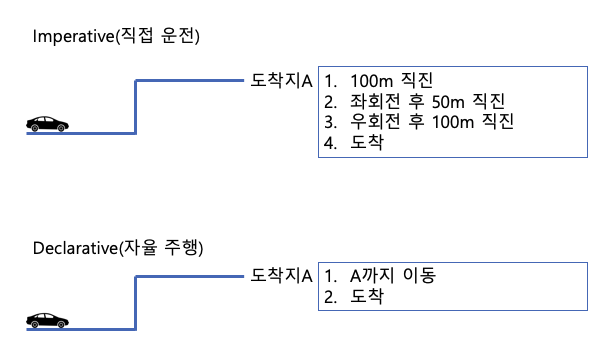 Imperative(직접 운전)
도착지A
1. 100m 직진
2. 좌회전 후 50m 직진
3. 우회전 후 100m 직진
4. 도착
Declarative(자율 주행)
도착지A
1. A까지 이동
2. 도착